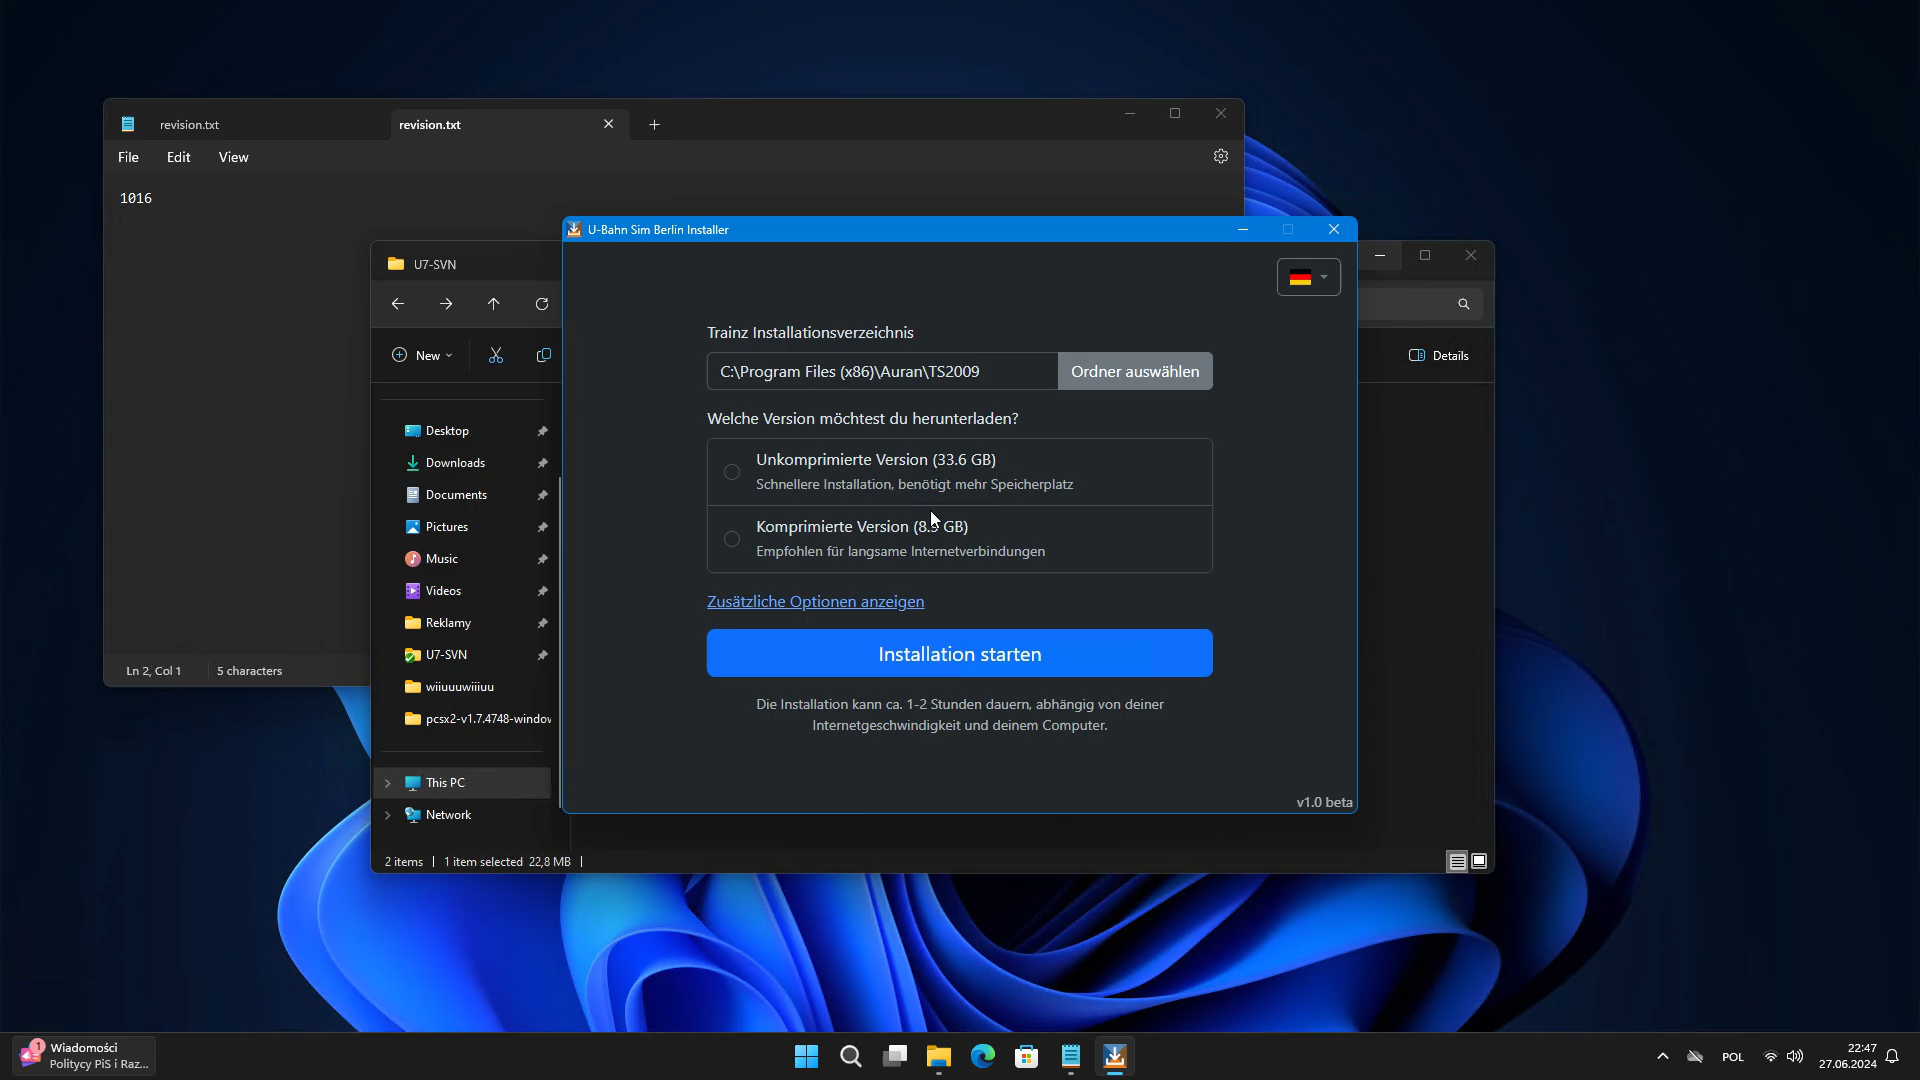 revision.txt
revision.txt
File Edit View
1016
Ln 2, Col 1 5 characters
U7-SVN
New
Details
Desktop
Downloads
Documents
Pictures
Music
Videos
Reklamy
U7-SVN
wiiuuuwiiiuu
pcsx2-v1.7.4748-window
This PC
Network
2 items 1 item selected 22,8 MB
U-Bahn Sim Berlin Installer
Trainz Installationsverzeichnis
C:\Program Files (x86)\Auran\TS2009 Ordner auswählen
Welche Version möchtest du herunterladen?
Unkomprimierte Version (33.6 GB)
Schnellere Installation, benötigt mehr Speicherplatz
Komprimierte Version GB)
Empfohlen für langsame Internetverbindungen
Zusätzliche Optionen anzeigen
Installation starten
Die Installation kann ca. 1-2 Stunden dauern, abhängig von deiner
Internetgeschwindigkeit und deinem Computer.
v1.0 beta
1
Wiadomości
Politycy PiS i Raz...
POL
22:47
27.06.2024